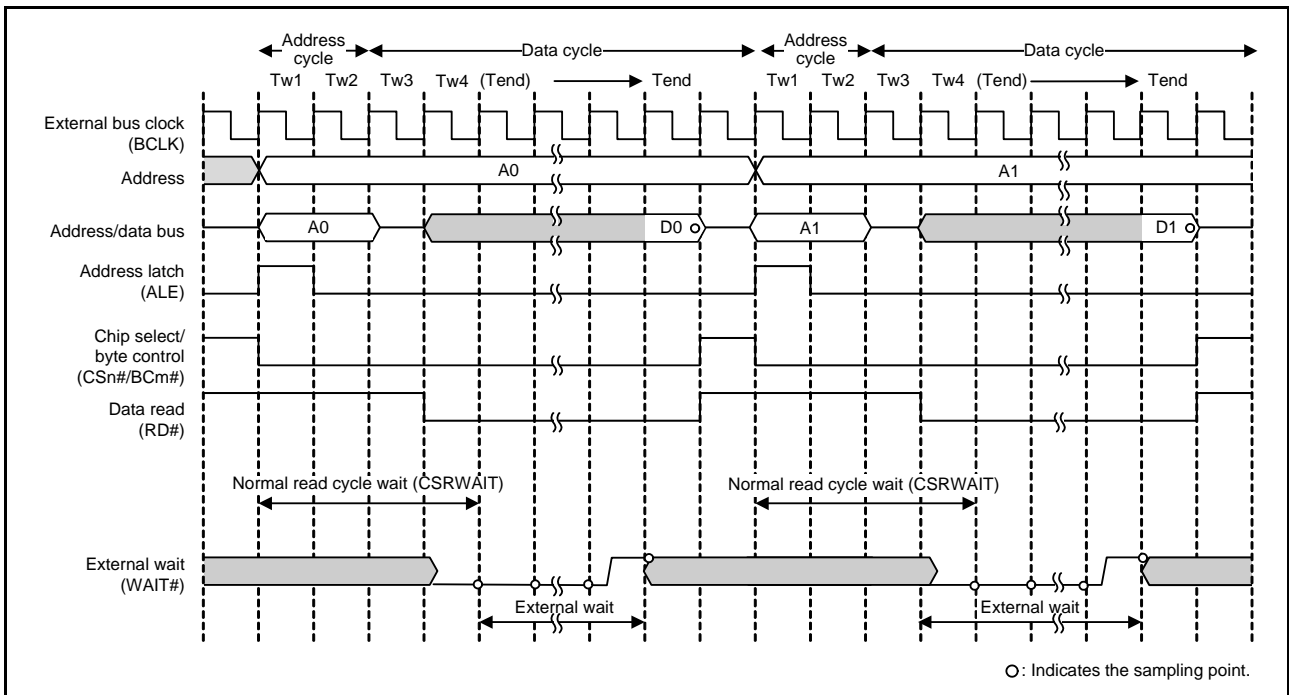 Address
cycle
Data cycle
Address
cycle
Data cycle
Tw1 Tw2 Tw3 Tw4 (Tend) Tend Tw1 Tw2 Tw3 Tw4 (Tend) Tend
External bus clock
(BCLK)
Address
A0
A1
Address/data bus
A0
D0
A1
D1
Address latch
(ALE)
Chip select/
byte control
(CSn#/BCm#)
Data read
(RD#)
Normal read cycle wait (CSRWAIT)
Normal read cycle wait (CSRWAIT)
External wait
(WAIT#)
External wait
External wait
: Indicates the sampling point.